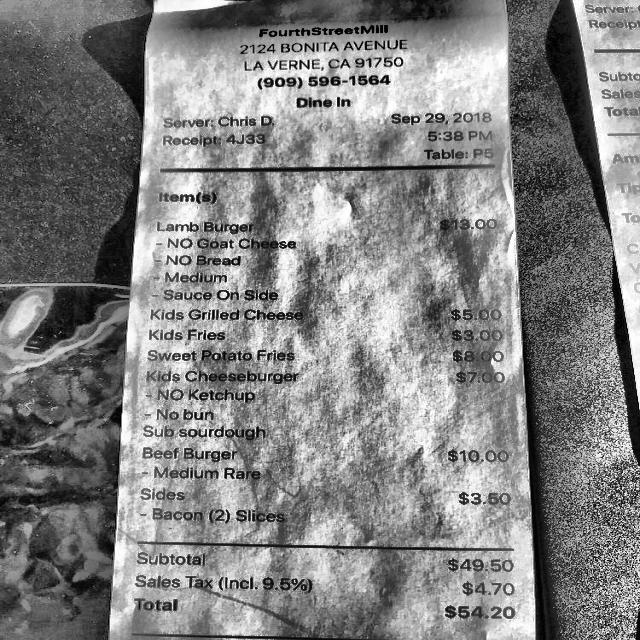 FourthStreetMill
2124 BONITA AVENUE
LA VERNE, CA 91750
(909) 596-1564
Dine In
Server: Chris D. Sep 29, 2018
Receipt: 4J33 5:38 PM
Table: P5
Item(s)
Lamb Burger $13.00
- NO Goat Cheese
- NO Bread
- Medium
- Sauce On Side
Kids Grilled Cheese $5.00
Kids Fries $3.00
Sweet Potato Fries $8.00
Kids Cheeseburger $7.00
- NO Ketchup
- No bun
Sub sourdough
Beef Burger $10.00
- Medium Rare
Sides $3.50
- Bacon (2) Slices
Subtotal $49.50
Sales Tax (Incl. 9.5%) $4.70
Total $54.20
Server:
Receip
Subto
Sales
Total